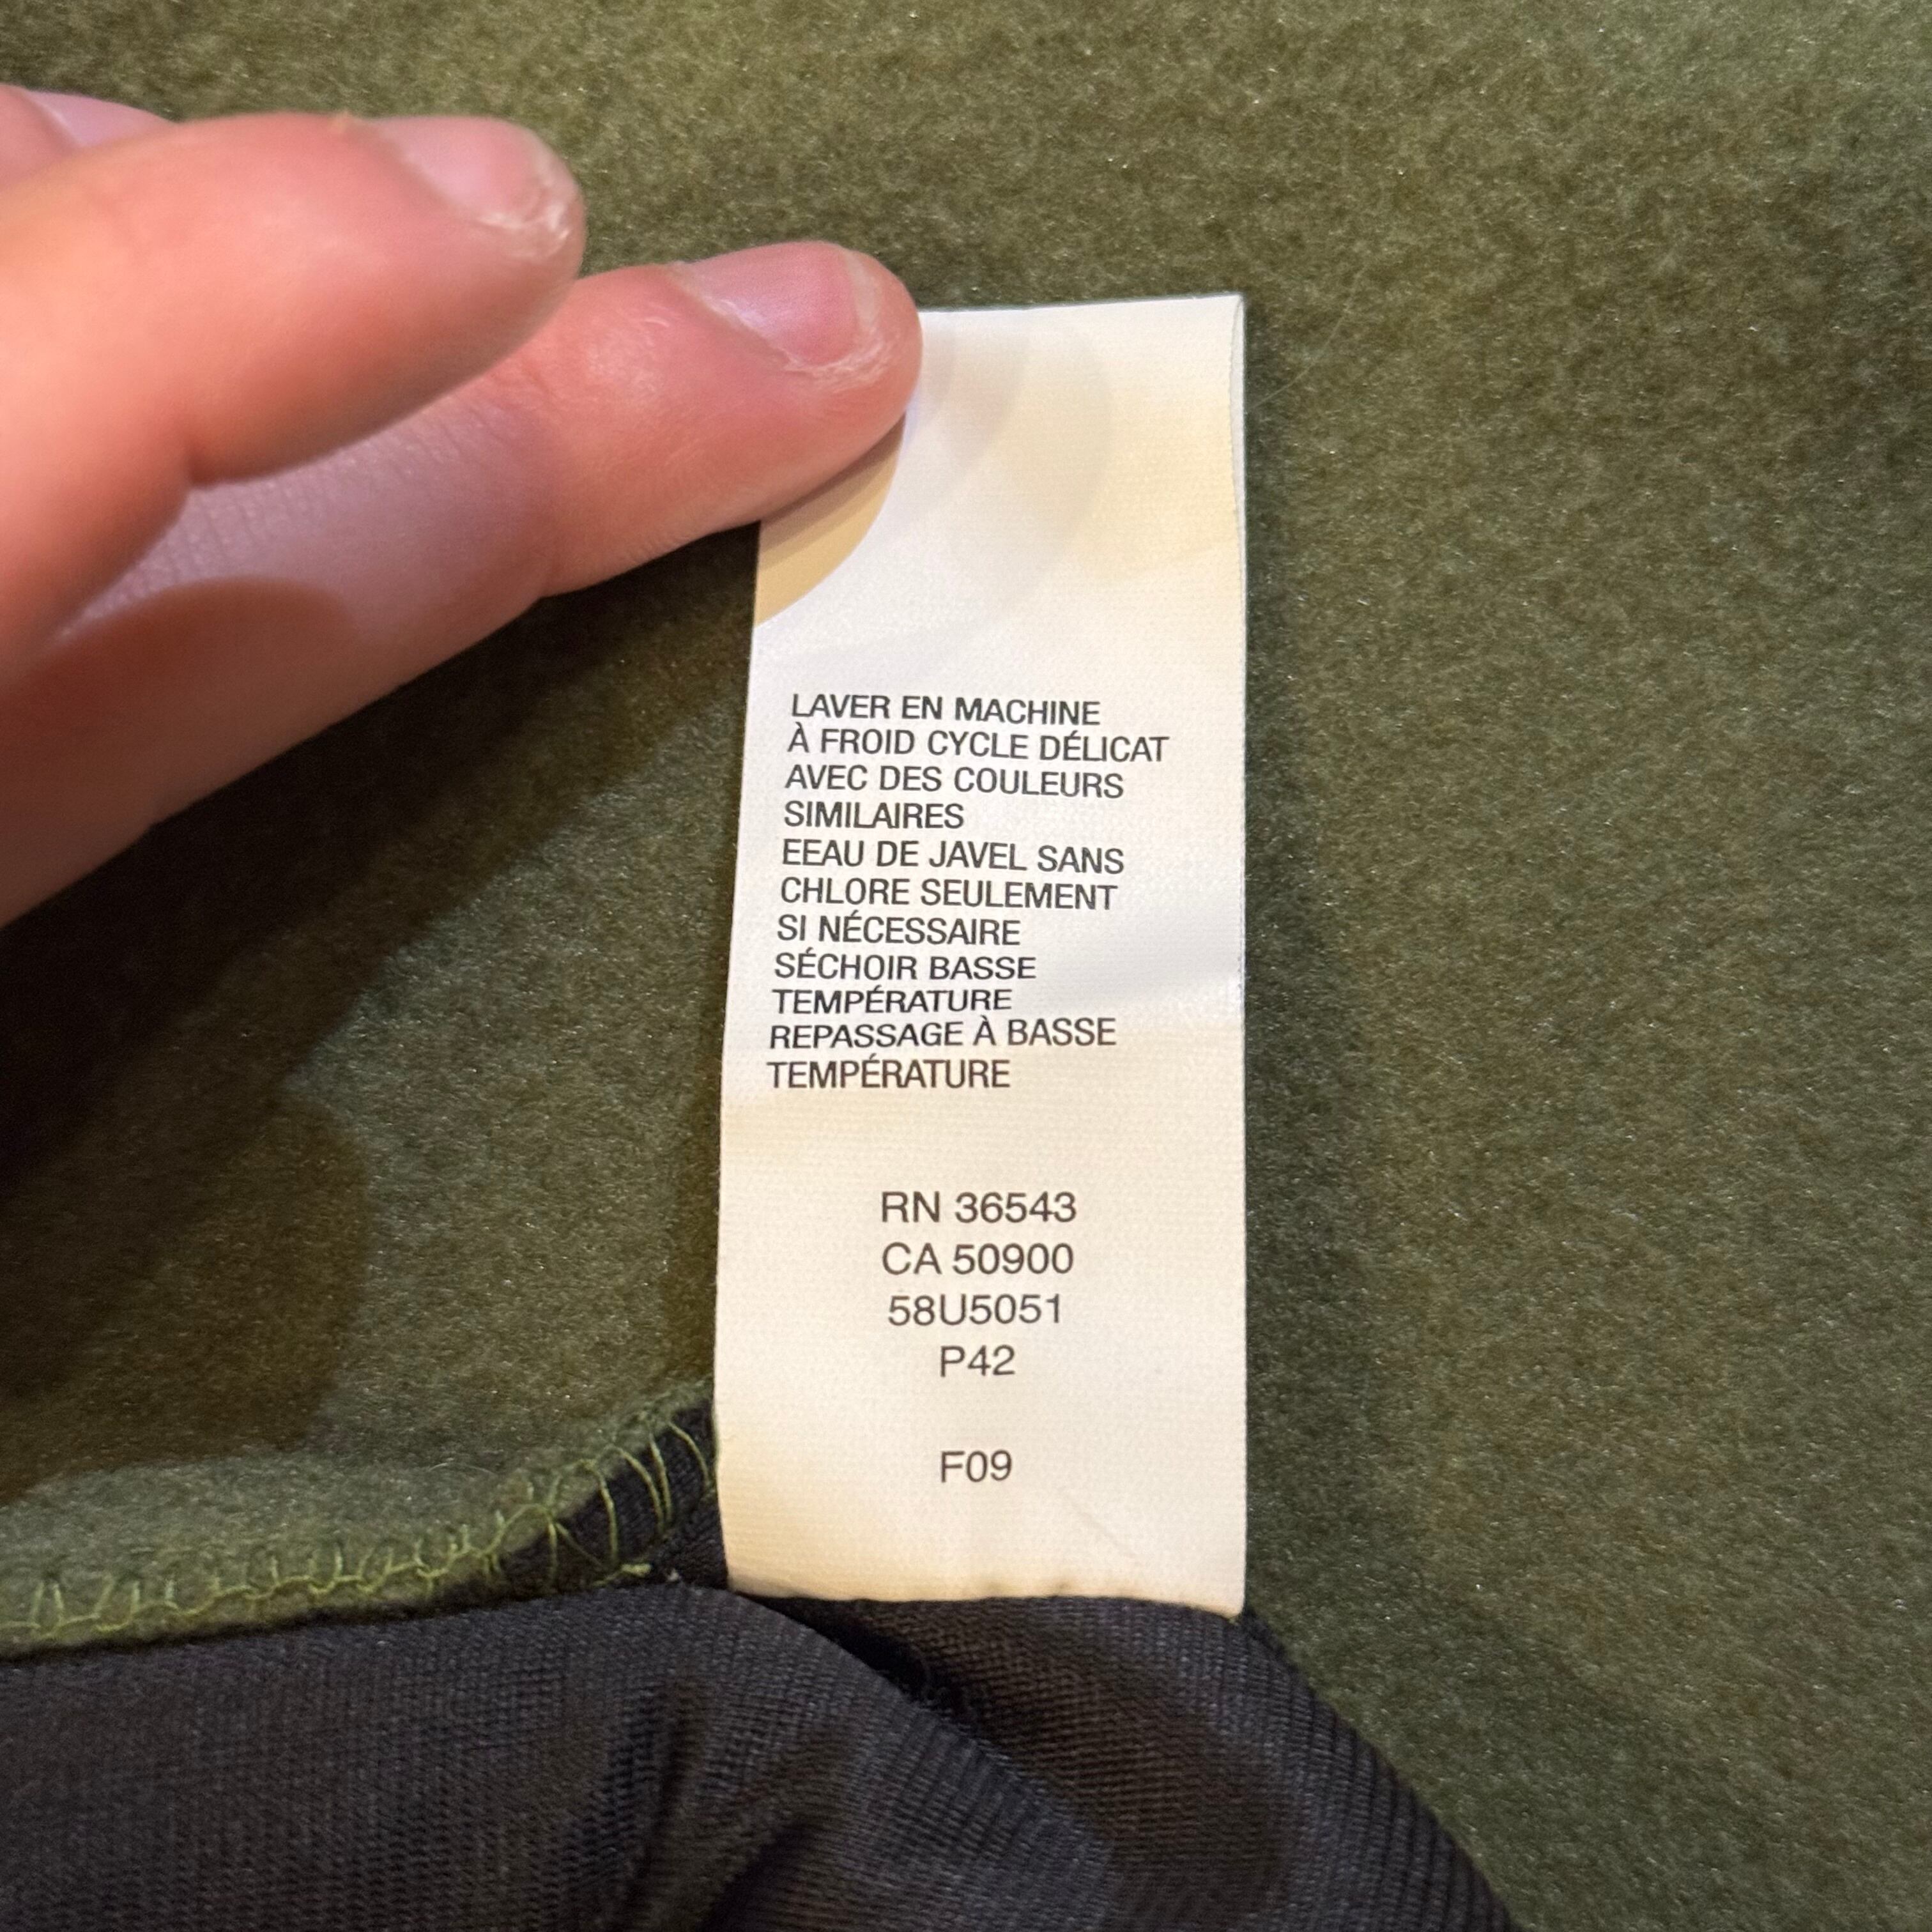 LAVER EN MACHINE
À FROID CYCLE DÉLICAT
AVEC DES COULEURS
SIMILAIRES
EEAU DE JAVEL SANS
CHLORE SEULEMENT
SI NÉCESSAIRE
SÉCHOIR BASSE
TEMPÉRATURE
REPASSAGE À BASSE
TEMPÉRATURE
RN 36543
CA 50900
58U5051
P42
F09